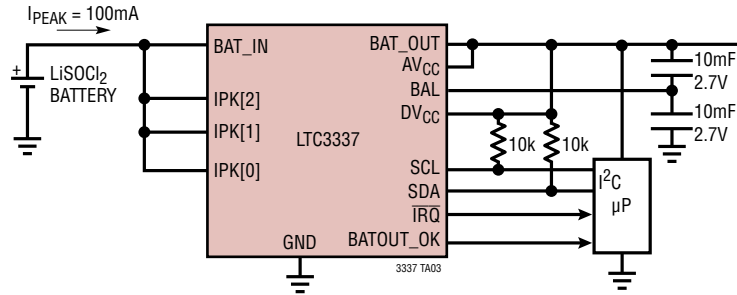 IPEAK = 100mA
+
LiSOCl2
BATTERY
BAT_IN
IPK[2]
IPK[1]
IPK[0]
LTC3337
GND
BAT_OUT
AVCC
BAL
DVCC
SCL
SDA
IRQ
BATOUT_OK
10k
10k
10mF
2.7V
10mF
2.7V
I2C
µP
3337 TA03